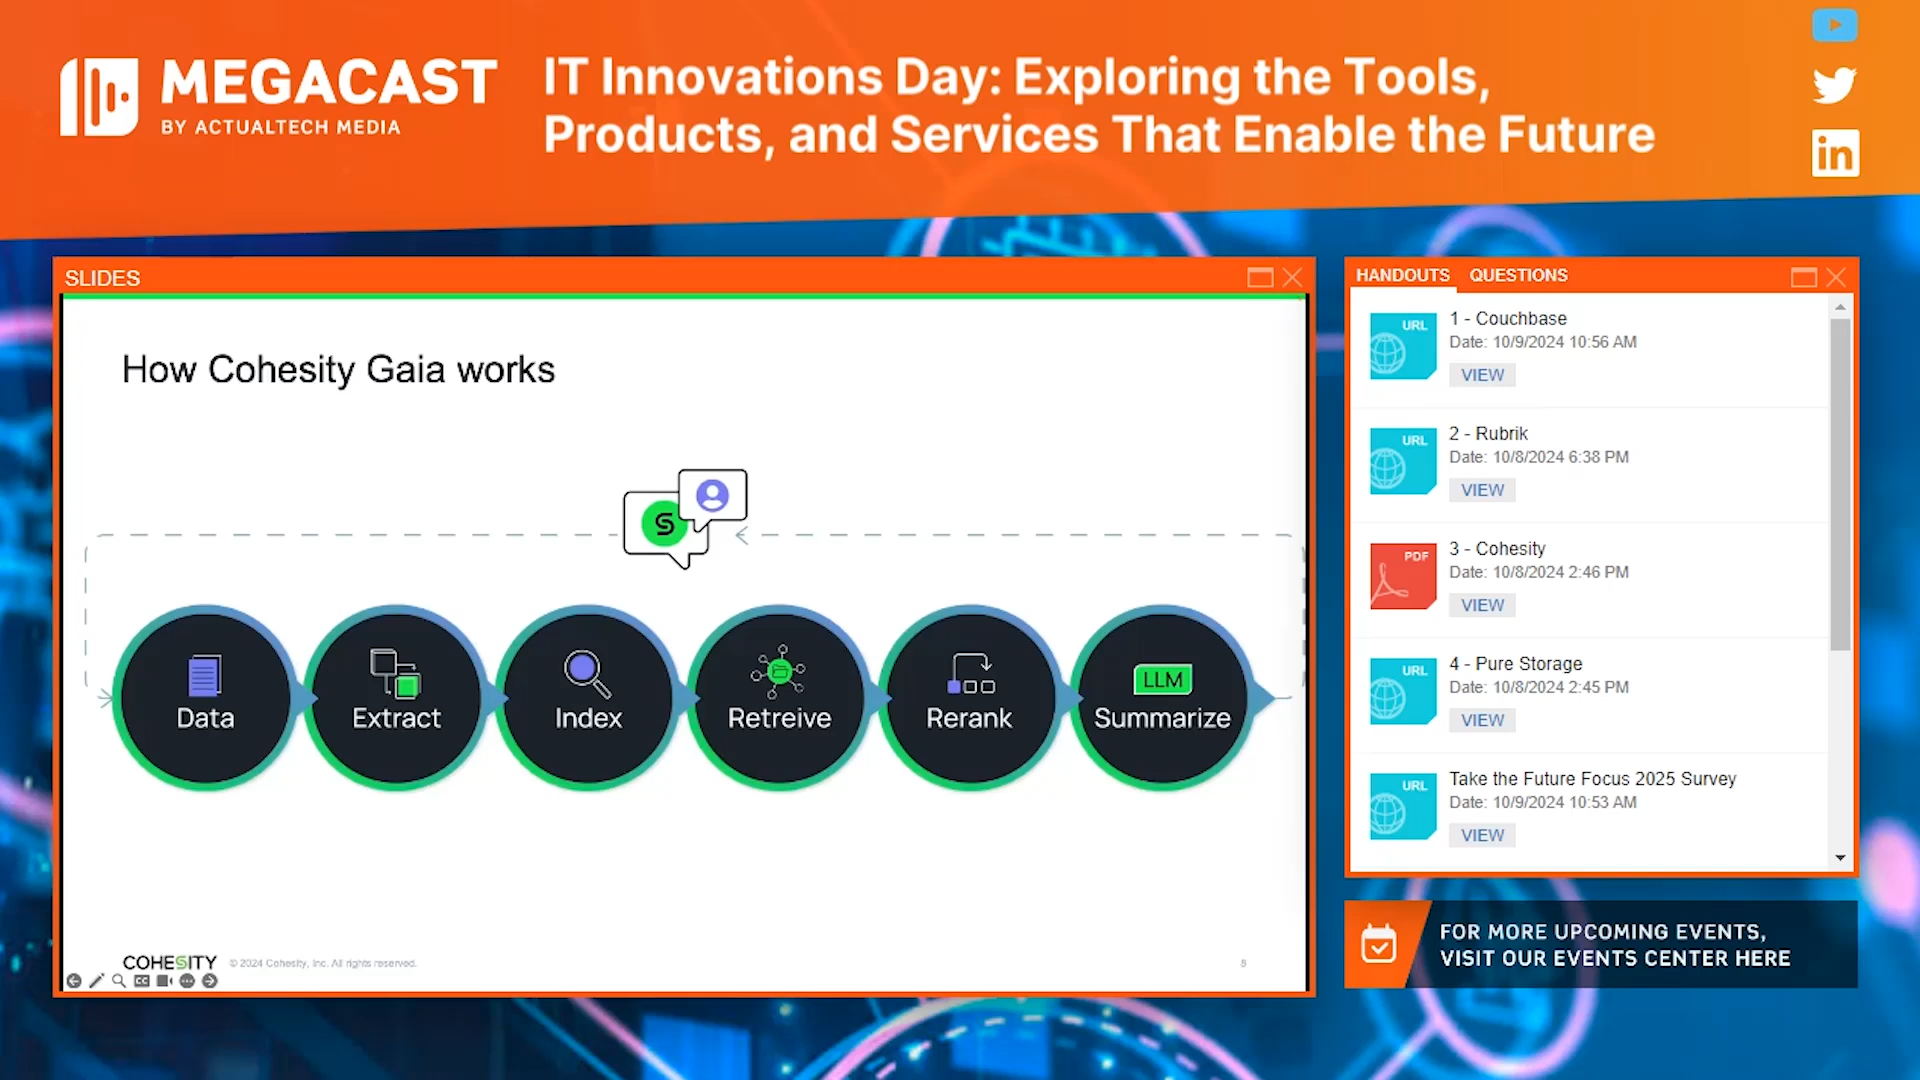 MEGACAST
BY ACTUALTECH MEDIA
IT Innovations Day: Exploring the Tools,
Products, and Services That Enable the Future
in
SLIDES
How Cohesity Gaia works
S
Data
Extract
Index
Retreive
Rerank
LLM
Summarize
COHESITY
© 2024 Cohesity, Inc. All rights reserved.
8
CC
HANDOUTS
QUESTIONS
URL
1 - Couchbase
Date: 10/9/2024 10:56 AM
VIEW
URL
2 - Rubrik
Date: 10/8/2024 6:38 PM
VIEW
PDF
3 - Cohesity
Date: 10/8/2024 2:46 PM
VIEW
URL
4 - Pure Storage
Date: 10/8/2024 2:45 PM
VIEW
URL
Take the Future Focus 2025 Survey
Date: 10/9/2024 10:53 AM
VIEW
FOR MORE UPCOMING EVENTS,
VISIT OUR EVENTS CENTER HERE